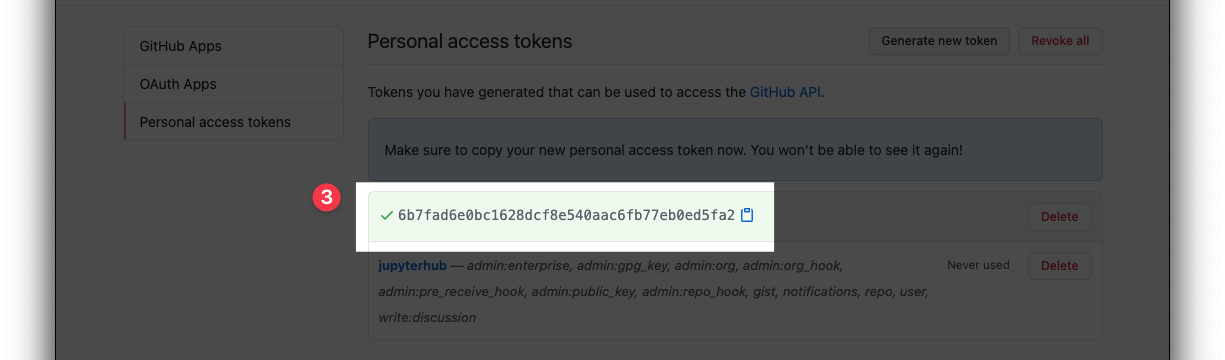 GitHub Apps
OAuth Apps
Personal access tokens
Personal access tokens
Generate new token
Revoke all
Tokens you have generated that can be used to access the GitHub API.
Make sure to copy your new personal access token now. You won't be able to see it again!
3
6b7fad6e0bc1628dcf8e540aac6fb77eb0ed5fa2
Delete
jupyterhub — admin:enterprise, admin:gpg_key, admin:org, admin:org_hook,
admin:pre_receive_hook, admin:public_key, admin:repo_hook, gist, notifications, repo, user,
write:discussion
Never used
Delete